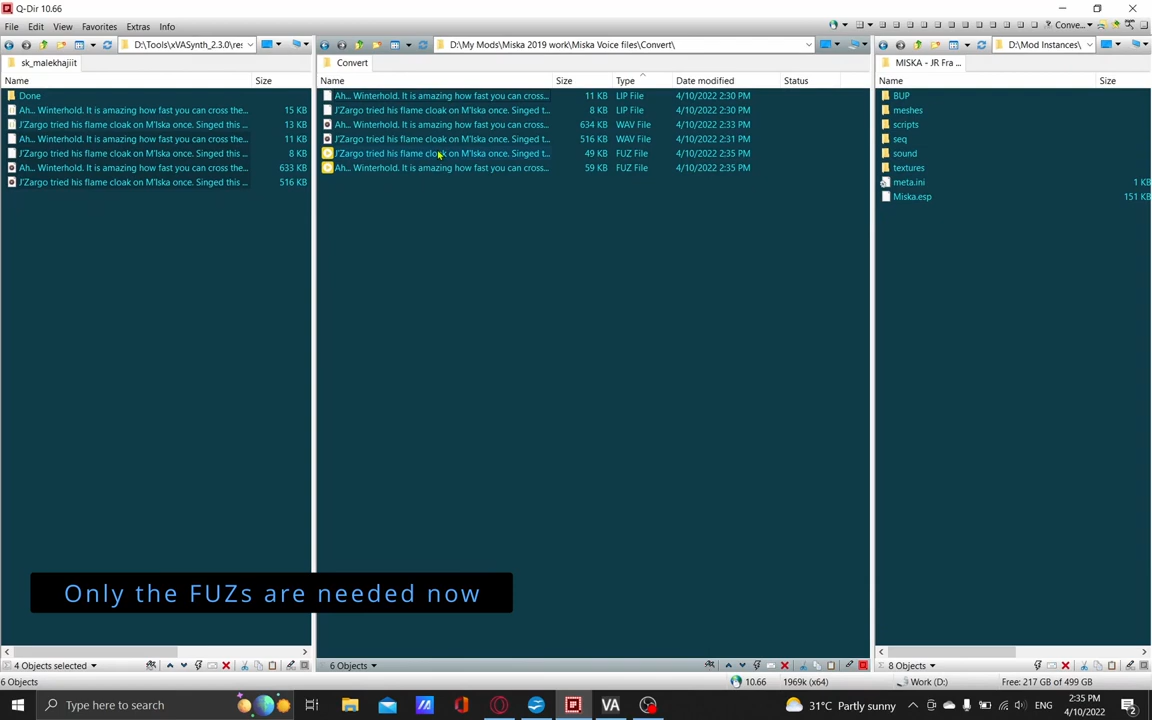 Q-Dir 10.66
File Edit View Favorites Extras Info
Conve...
D:\Tools\xVASynth_2.3.0\re:
D:\My Mods\Miska 2019 work\Miska Voice files\Convert\
D:\Mod Instances\
sk_malekhajiit
Convert
MISKA - JR Fra ...
Name Size
Name Size Type Date modified Status
Name Size
Done
Ah... Winterhold. It is amazing how fast you can cross the... 15 KB
J'Zargo tried his flame cloak on M'Iska once. Singed this ... 13 KB
Ah... Winterhold. It is amazing how fast you can cross the... 11 KB
J'Zargo tried his flame cloak on M'Iska once. Singed this ... 8 KB
Ah... Winterhold. It is amazing how fast you can cross the... 633 KB
J'Zargo tried his flame cloak on M'Iska once. Singed this ... 516 KB
Ah... Winterhold. It is amazing how fast you can cross... 11 KB LIP File 4/10/2022 2:30 PM
J'Zargo tried his flame cloak on M'Iska once. Singed t... 8 KB LIP File 4/10/2022 2:30 PM
Ah... Winterhold. It is amazing how fast you can cross... 634 KB WAV File 4/10/2022 2:33 PM
J'Zargo tried his flame cloak on M'Iska once. Singed t... 516 KB WAV File 4/10/2022 2:31 PM
J'Zargo tried his flame cloak on M'Iska once. Singed t... 49 KB FUZ File 4/10/2022 2:35 PM
Ah... Winterhold. It is amazing how fast you can cross... 59 KB FUZ File 4/10/2022 2:35 PM
BUP
meshes
scripts
seq
sound
textures
meta.ini 1 KB
Miska.esp 151 KB
Only the FUZs are needed now
4 Objects selected
6 Objects
8 Objects
6 Objects
10.66 1969k (x64) Work (D:) Free: 217 GB of 499 GB
Type here to search
VA
31°C Partly sunny
ENG
2:35 PM
4/10/2022
2